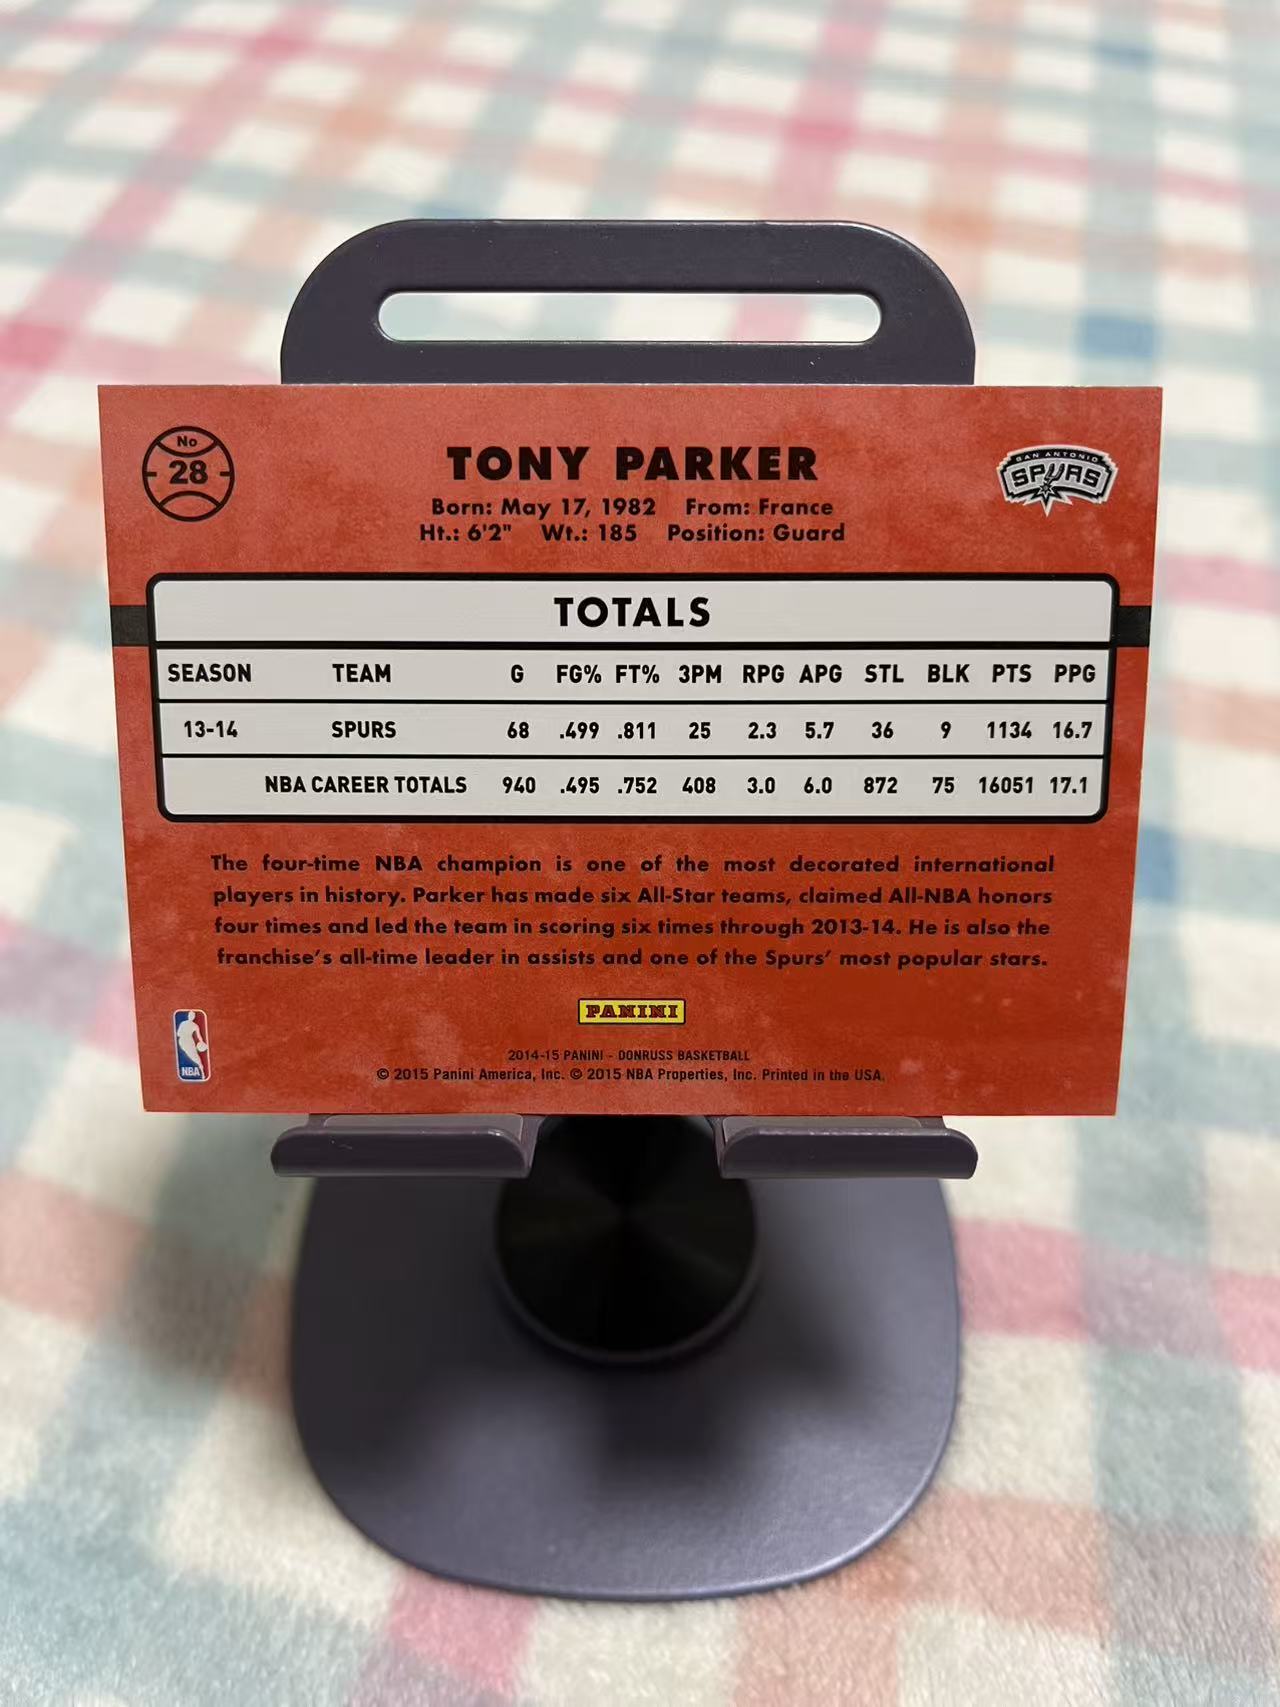 No
28
TONY PARKER
Born: May 17, 1982 From: France
Ht.: 6'2" Wt.: 185 Position: Guard
SAN ANTONIO
SPURS
TOTALS
SEASON TEAM G FG% FT% 3PM RPG APG STL BLK PTS PPG
13-14 SPURS 68 .499 .811 25 2.3 5.7 36 9 1134 16.7
NBA CAREER TOTALS 940 .495 .752 408 3.0 6.0 872 75 16051 17.1
The four-time NBA champion is one of the most decorated international
players in history. Parker has made six All-Star teams, claimed All-NBA honors
four times and led the team in scoring six times through 2013-14. He is also the
franchise's all-time leader in assists and one of the Spurs' most popular stars.
PANINI
NBA
2014-15 PANINI - DONRUSS BASKETBALL
© 2015 Panini America, Inc. © 2015 NBA Properties, Inc. Printed in the USA.